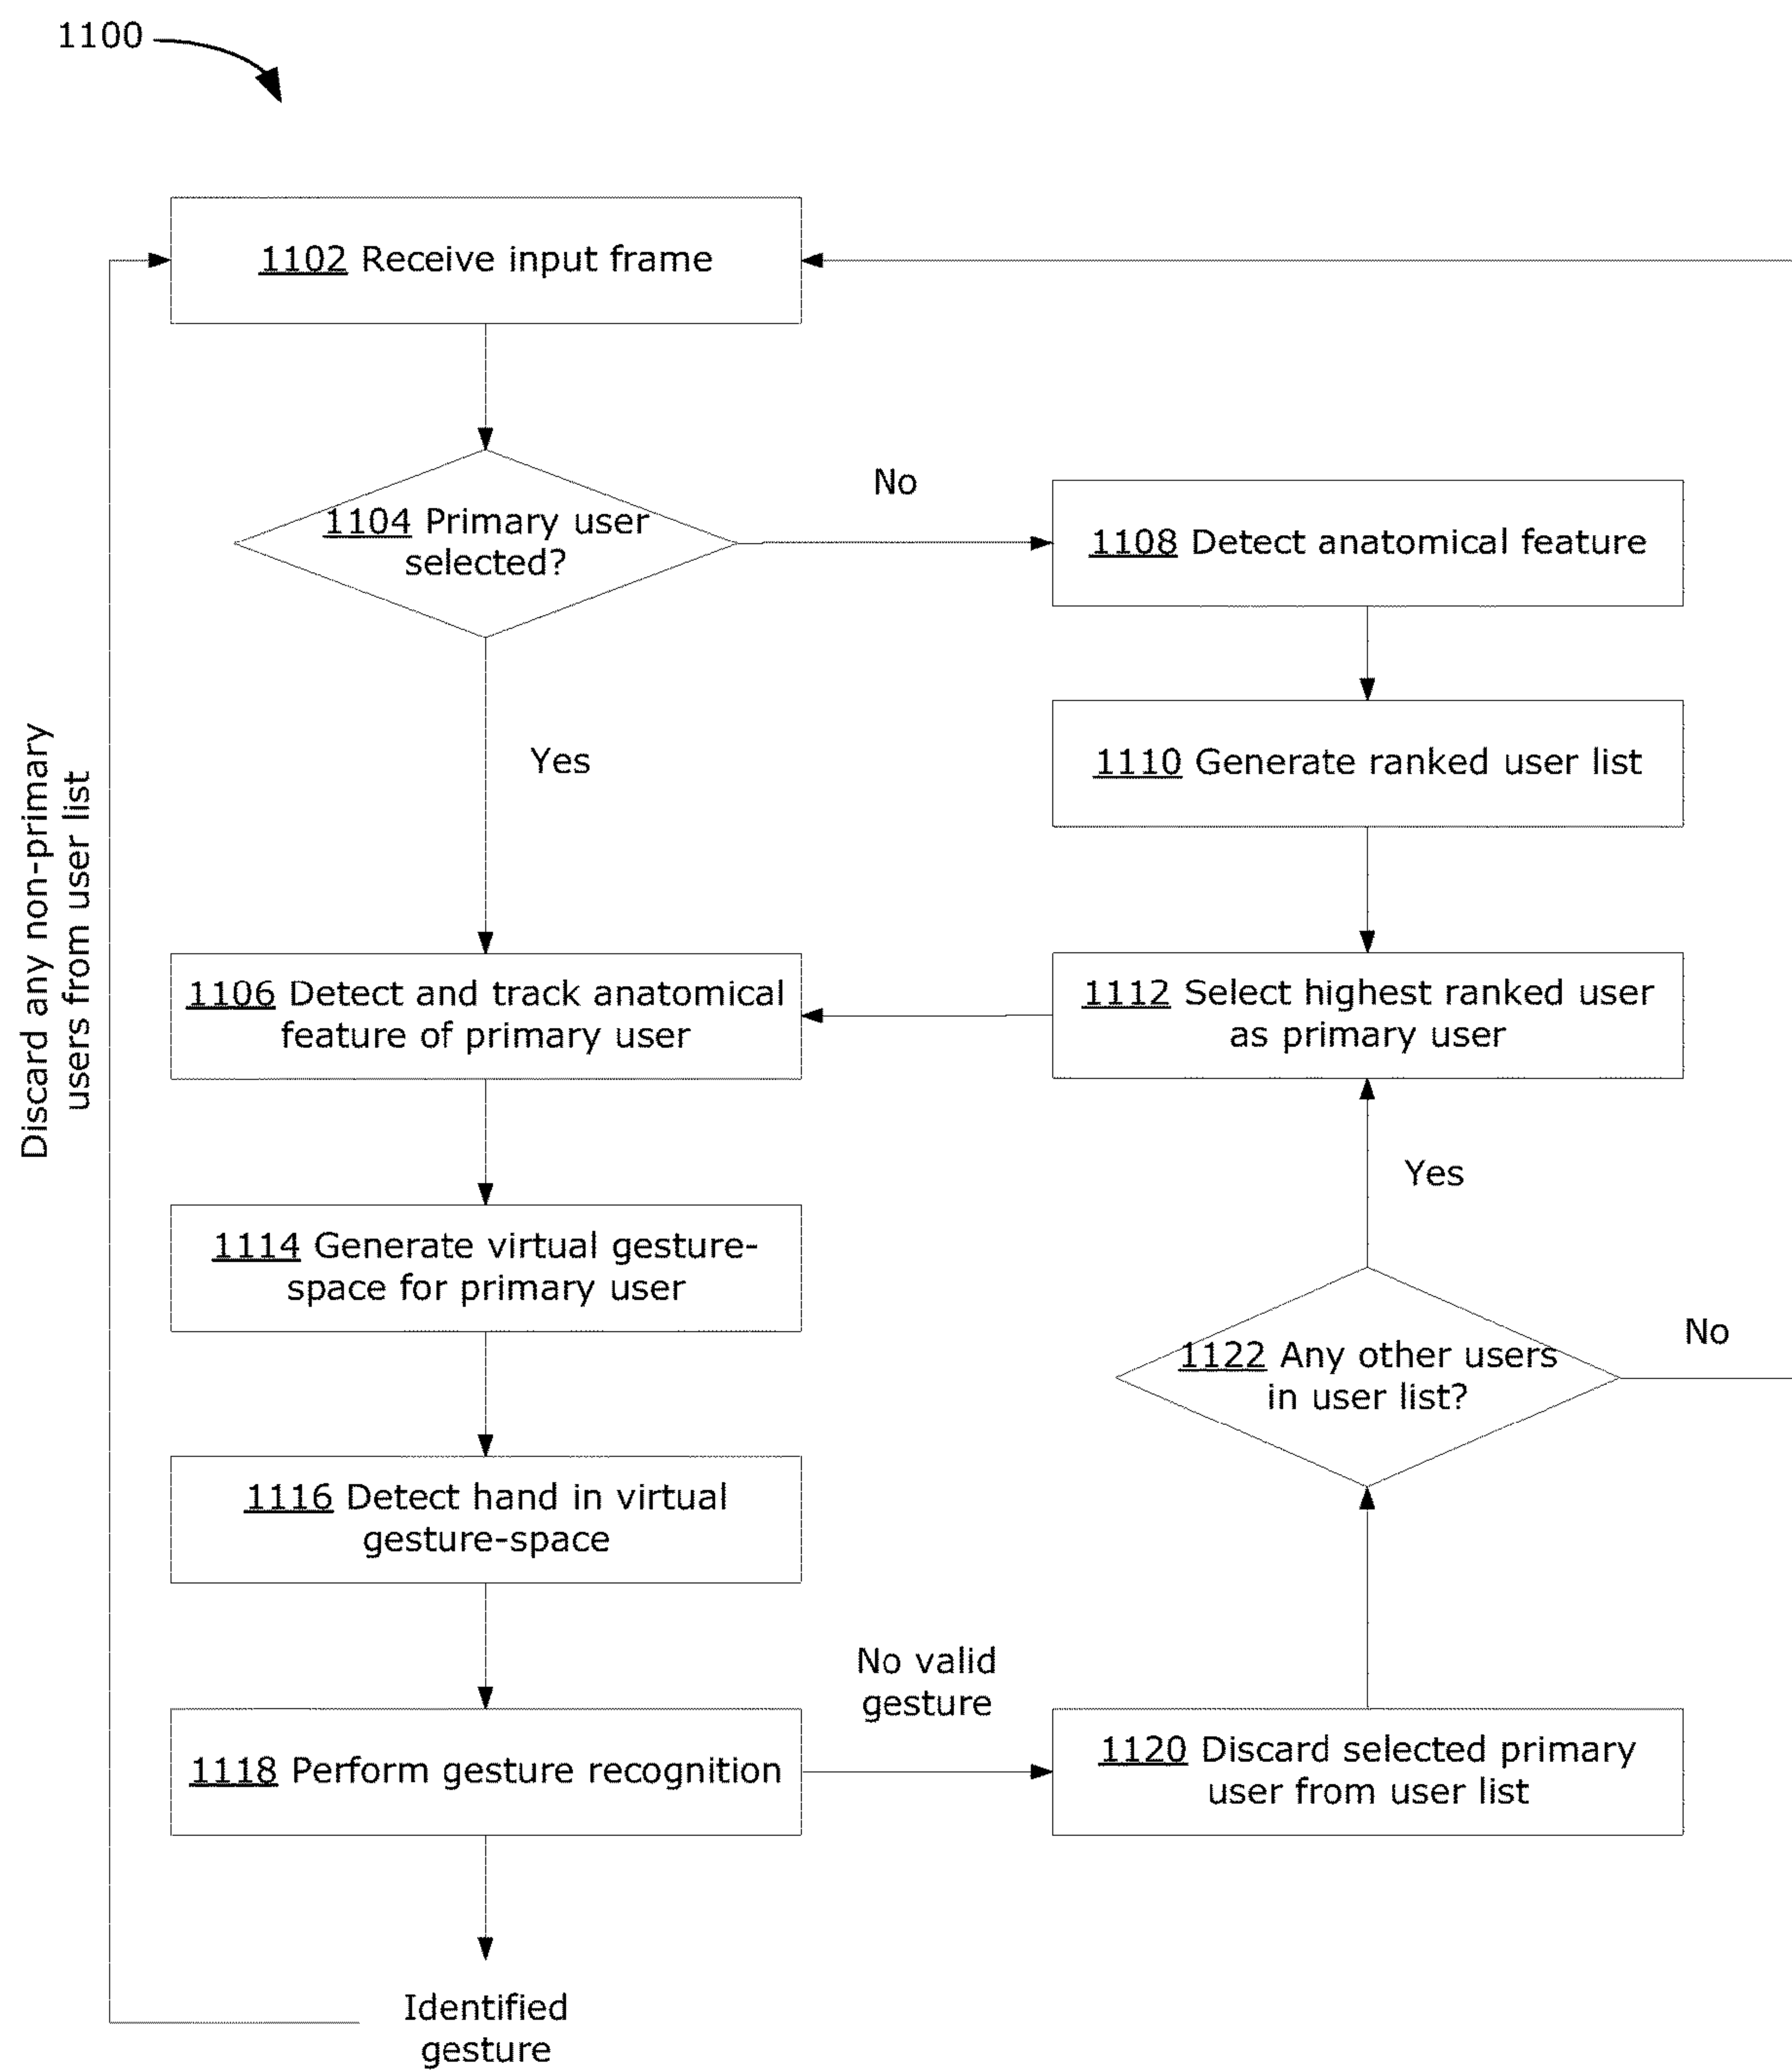 1100
1102 Receive input frame
1104 Primary user
selected?
No
1108 Detect anatomical feature
Yes
1110 Generate ranked user list
Discard any non-primary
users from user list
1106 Detect and track anatomical
feature of primary user
1112 Select highest ranked user
as primary user
1114 Generate virtual gesture-
space for primary user
Yes
1122 Any other users
in user list?
No
1116 Detect hand in virtual
gesture-space
1118 Perform gesture recognition
No valid
gesture
1120 Discard selected primary
user from user list
Identified
gesture